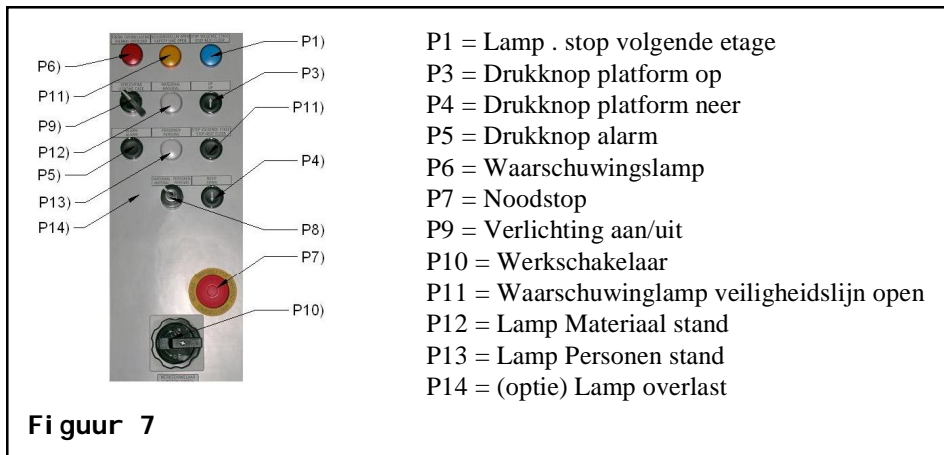 P1)
P6)
P3)
P11)
P9)
P11)
P12)
P4)
P5)
P13)
P14)
P8)
P7)
P10)
P1 = Lamp . stop volgende etage
P3 = Drukknop platform op
P4 = Drukknop platform neer
P5 = Drukknop alarm
P6 = Waarschuwingslamp
P7 = Noodstop
P9 = Verlichting aan/uit
P10 = Werkschakelaar
P11 = Waarschuwinglamp veiligheidslijn open
P12 = Lamp Materiaal stand
P13 = Lamp Personen stand
P14 = (optie) Lamp overlast
Figuur 7